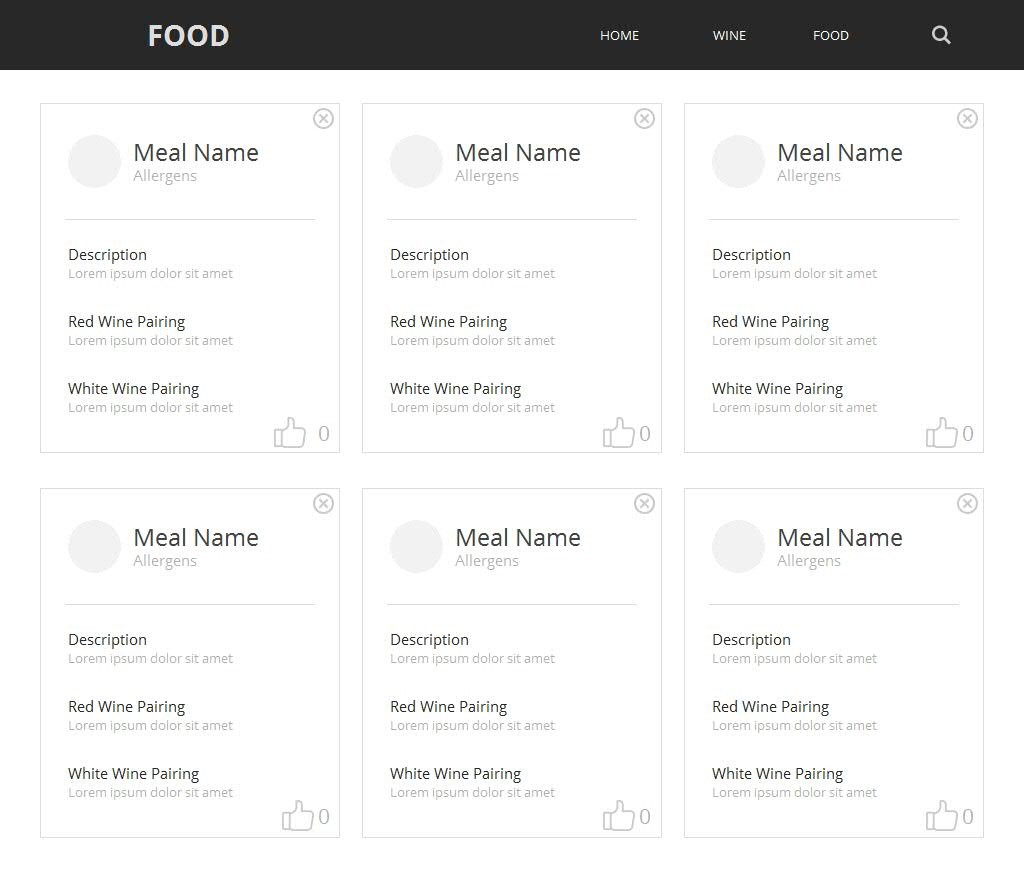 FOOD HOME WINE FOOD
Meal Name Meal Name Meal Name
Allergens Allergens Allergens
Description Description Description
Lorem ipsum dolor sit amet Lorem ipsum dolor sit amet Lorem ipsum dolor sit amet
Red Wine Pairing Red Wine Pairing Red Wine Pairing
Lorem ipsum dolor sit amet Lorem ipsum dolor sit amet Lorem ipsum dolor sit amet
White Wine Pairing White Wine Pairing White Wine Pairing
Lorem ipsum dolor sit amet Lorem ipsum dolor sit amet Lorem ipsum dolor sit amet
0 0 0
Meal Name Meal Name Meal Name
Allergens Allergens Allergens
Description Description Description
Lorem ipsum dolor sit amet Lorem ipsum dolor sit amet Lorem ipsum dolor sit amet
Red Wine Pairing Red Wine Pairing Red Wine Pairing
Lorem ipsum dolor sit amet Lorem ipsum dolor sit amet Lorem ipsum dolor sit amet
White Wine Pairing White Wine Pairing White Wine Pairing
Lorem ipsum dolor sit amet Lorem ipsum dolor sit amet Lorem ipsum dolor sit amet
0 0 0